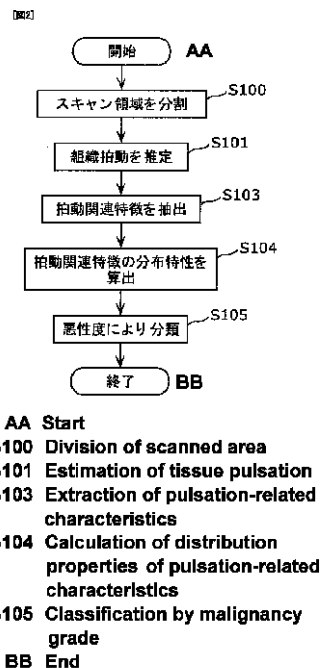 [図2]
開始 AA
スキャン領域を分割 S100
組織拍動を推定 S101
拍動関連特徴を抽出 S103
拍動関連特徴の分布特性を
算出 S104
悪性度により分類 S105
終了 BB
AA Start
S100 Division of scanned area
S101 Estimation of tissue pulsation
S103 Extraction of pulsation-related
characteristics
S104 Calculation of distribution
properties of pulsation-related
characteristics
S105 Classification by malignancy
grade
BB End